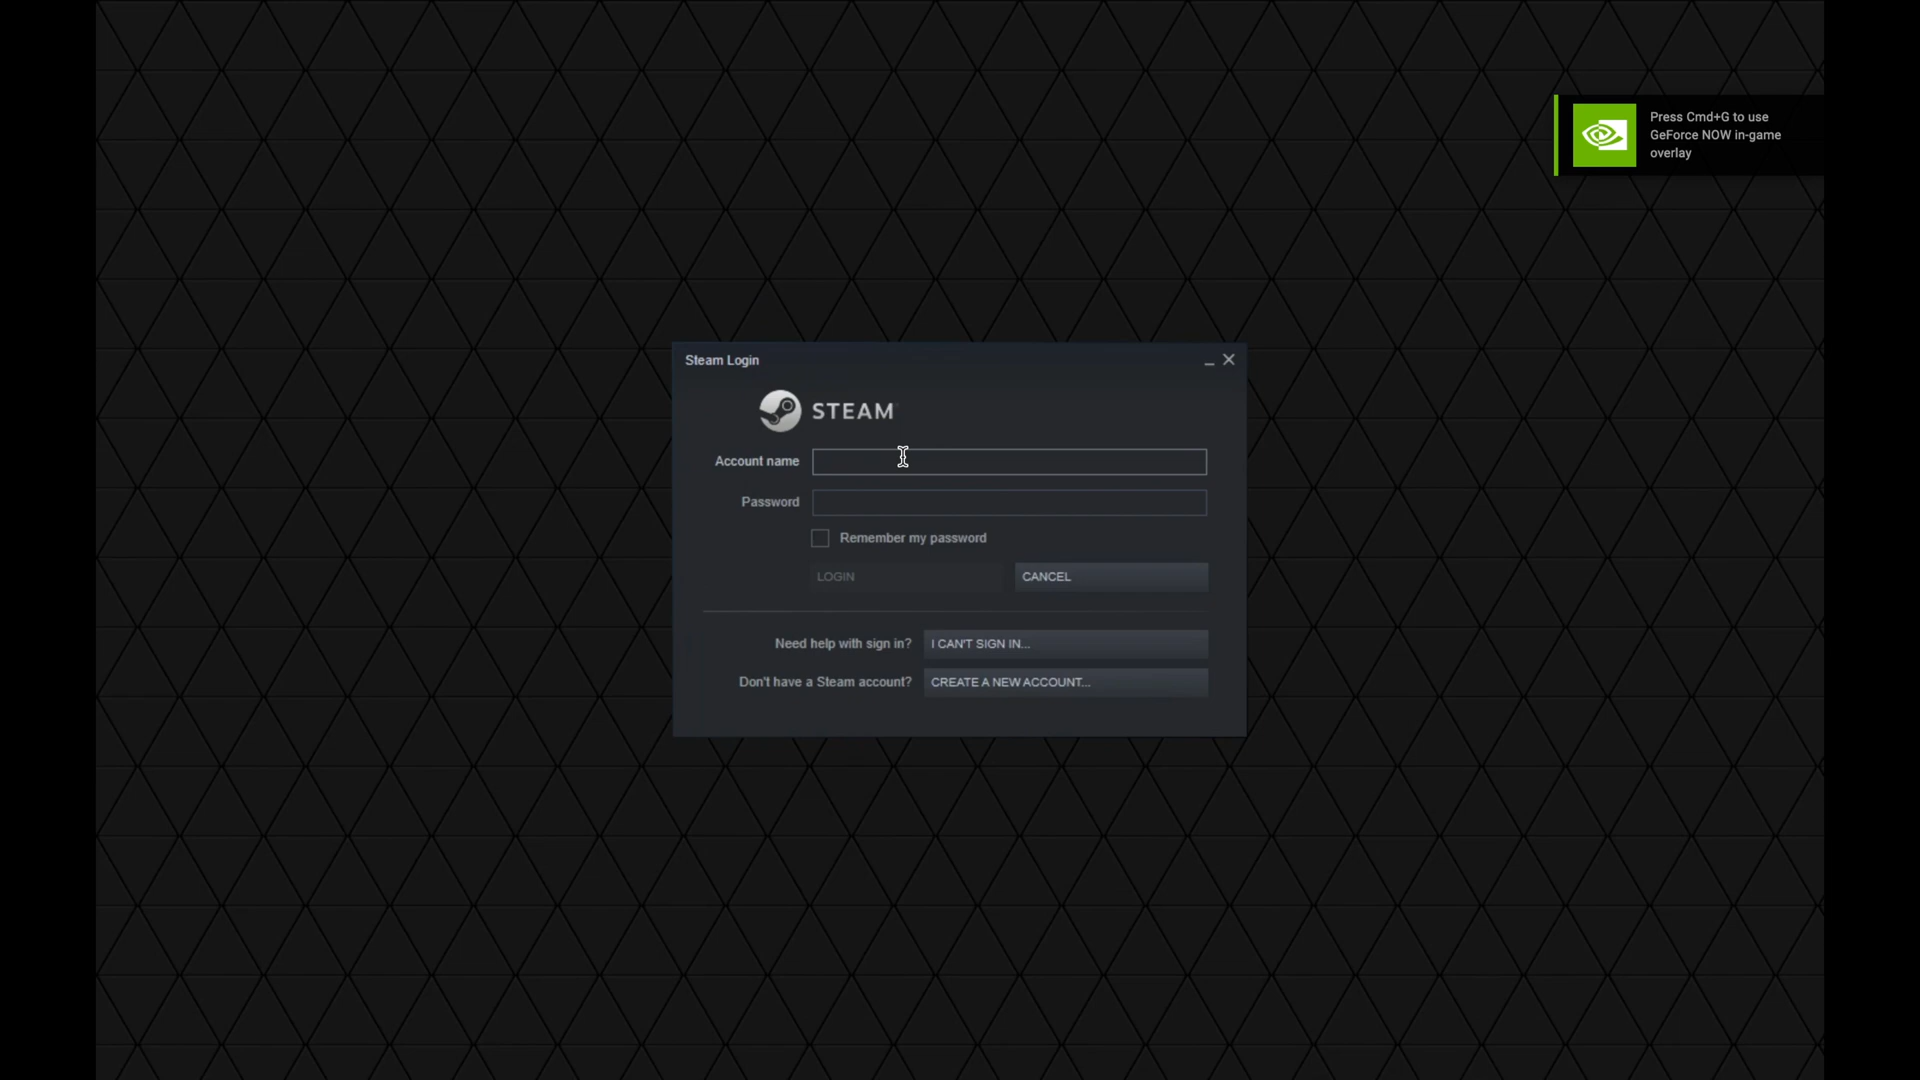 Press Cmd+G to use
GeForce NOW in-game
overlay
Steam Login
STEAM
Account name
Password
Remember my password
LOGIN
CANCEL
Need help with sign in?
I CAN'T SIGN IN...
Don't have a Steam account?
CREATE A NEW ACCOUNT...